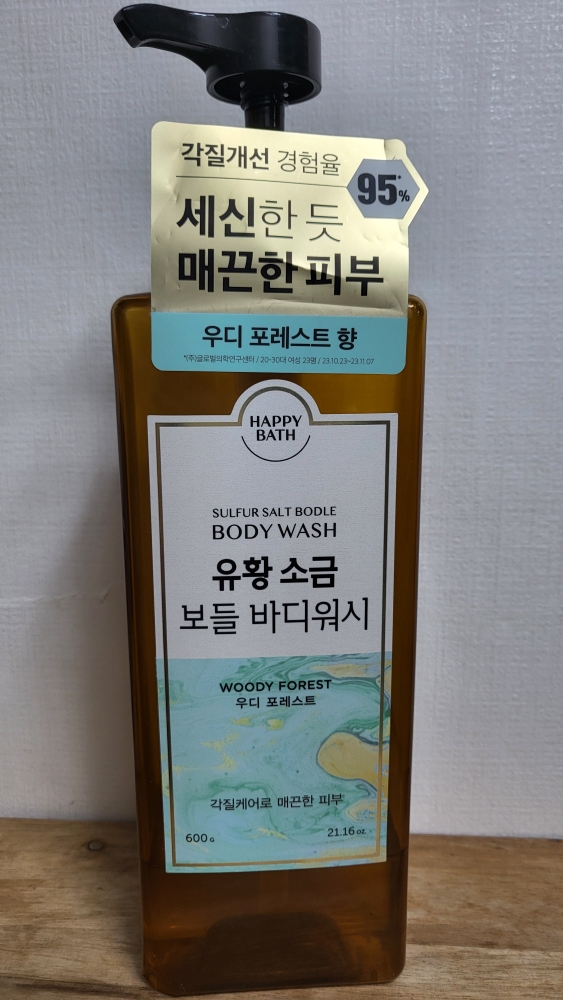 각질개선 경험율
95*%
세신한 듯
매끈한 피부
우디 포레스트 향
*(주)글로벌의학연구센터 / 20-30대 여성 23명 / 23.10.23~23.11.07
HAPPY
BATH
SULFUR SALT BODLE
BODY WASH
유황 소금
보들 바디워시
WOODY FOREST
우디 포레스트
각질케어로 매끈한 피부
600 G
21.16 oz.